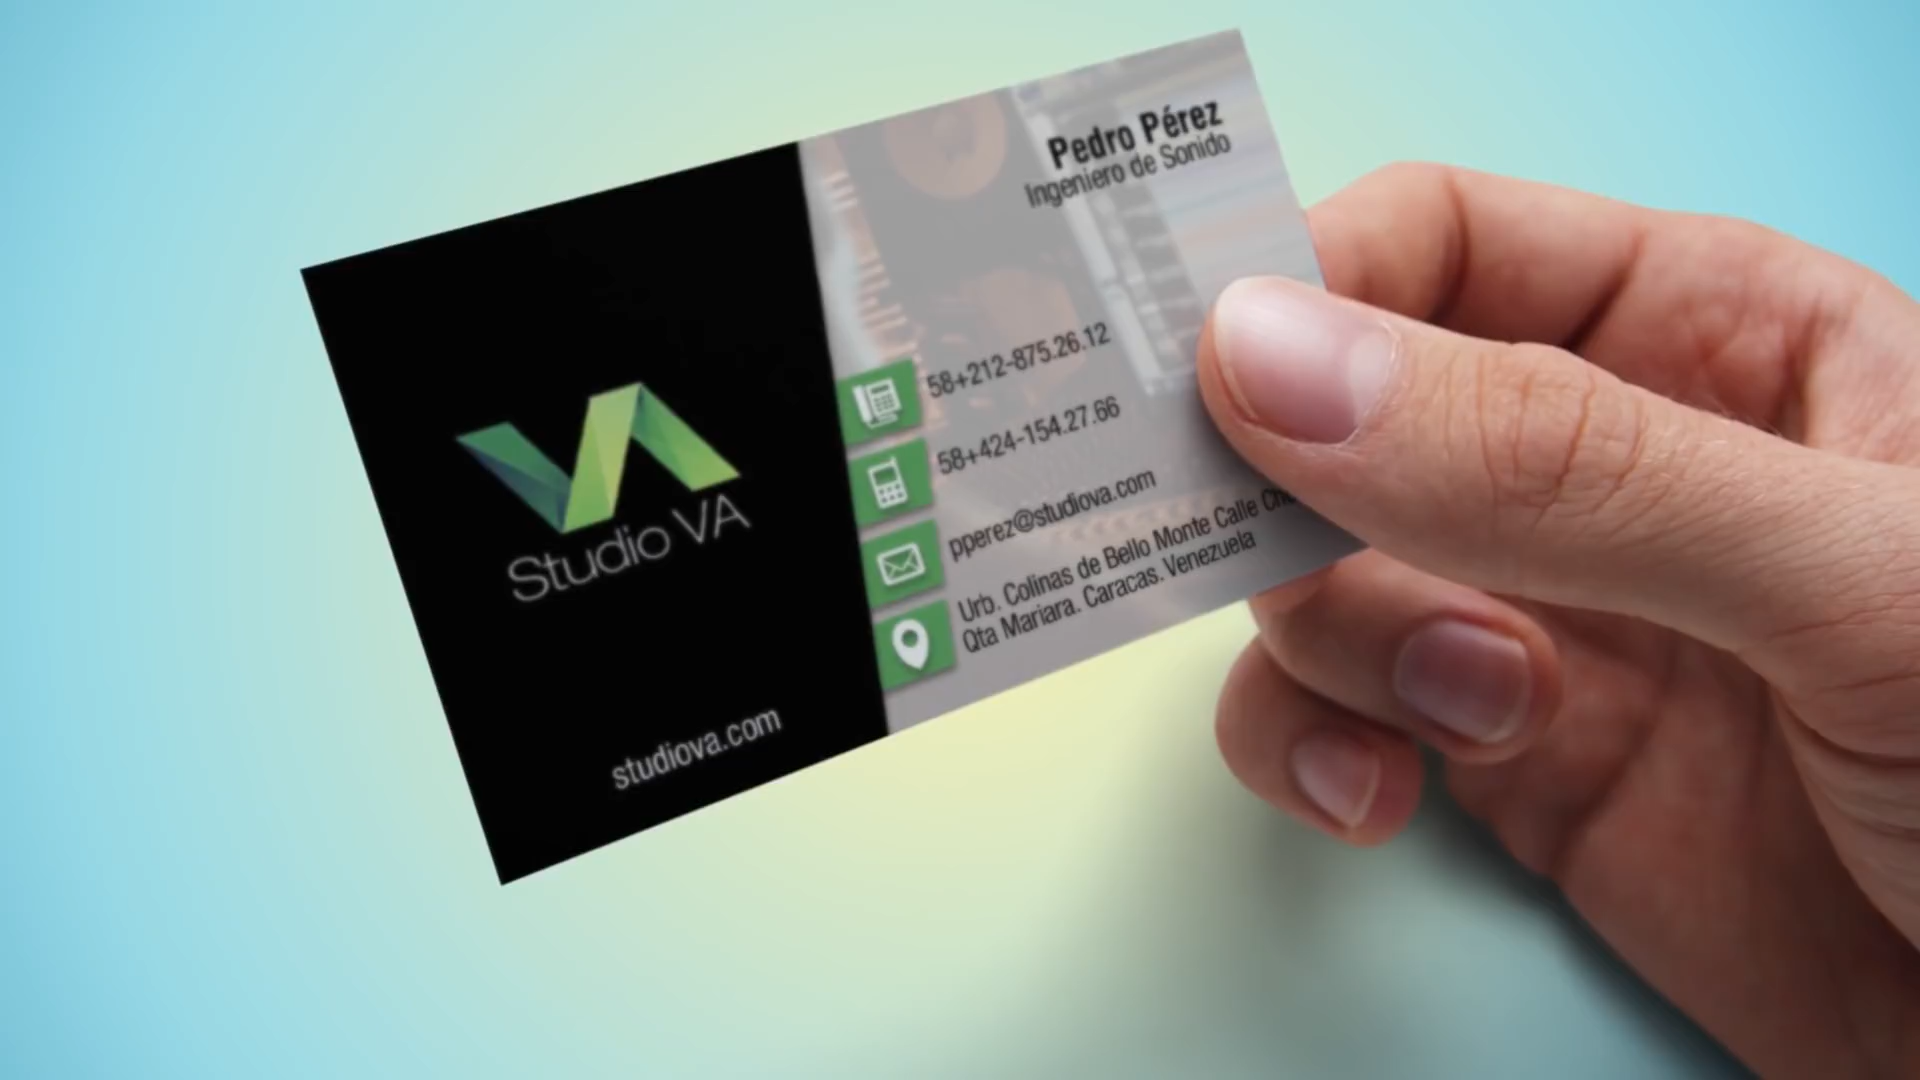 Studio VA
studiova.com
Pedro Pérez
Ingeniero de Sonido
58+212-875.26.12
58+424-154.27.66
pperez@studiova.com
Urb. Colinas de Bello Monte Calle
Qta Mariara. Caracas. Venezuela